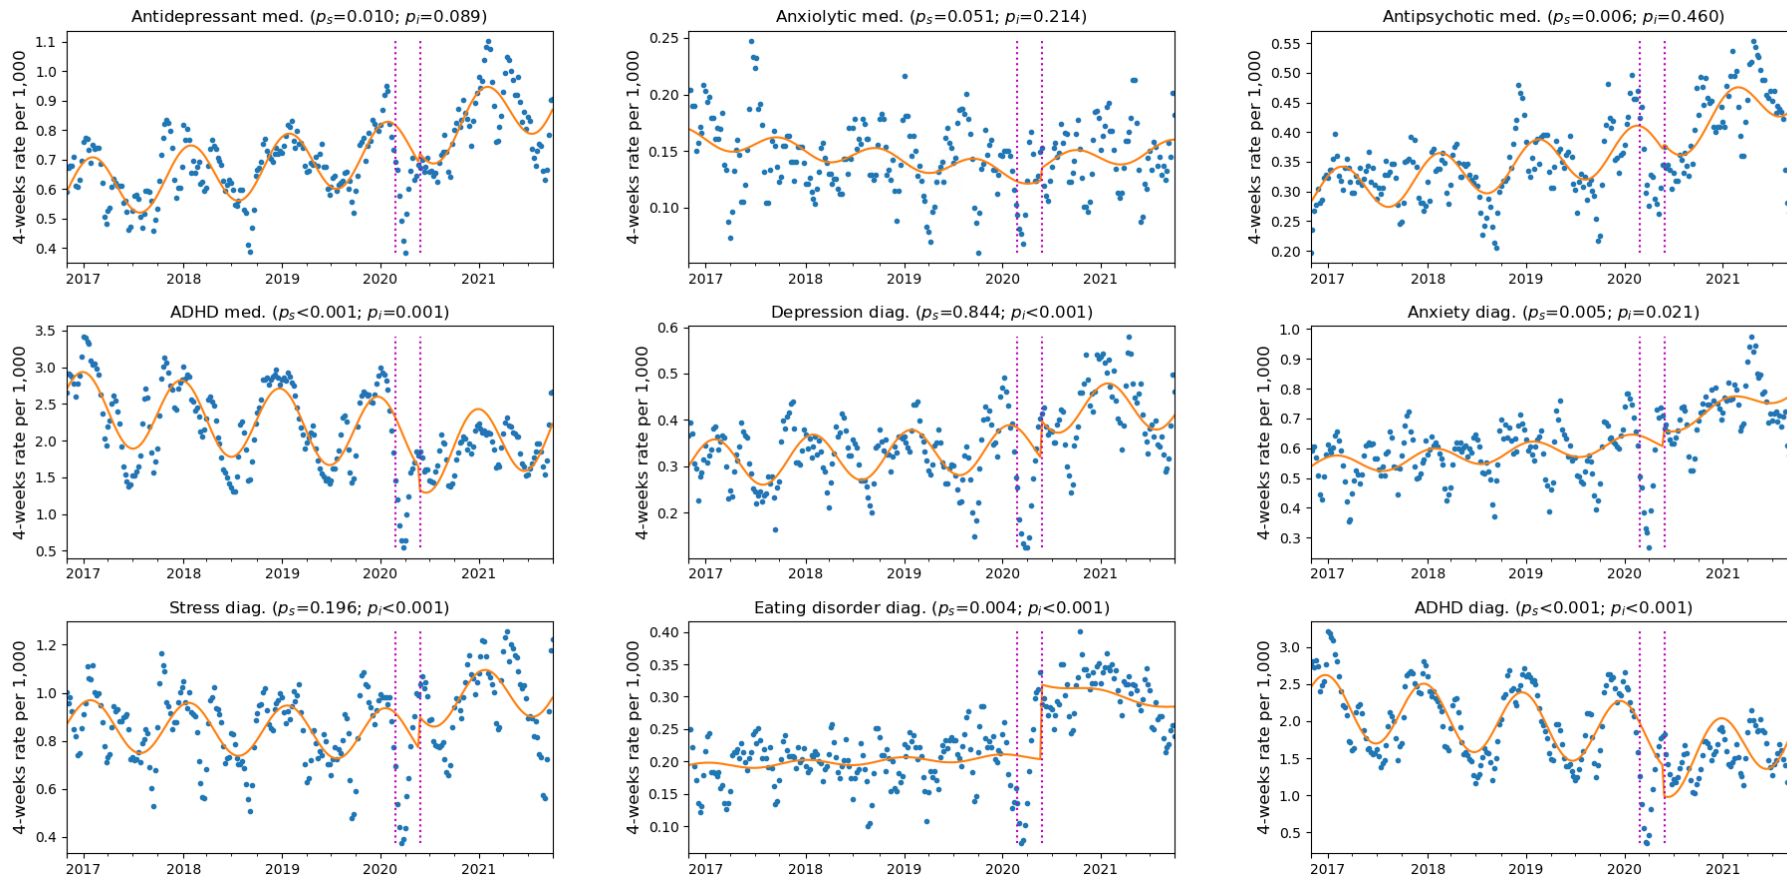 Antidepressant med. (pₛ=0.010; pᵢ=0.089)
4-weeks rate per 1,000
1.1
1.0
0.9
0.8
0.7
0.6
0.5
0.4
2017 2018 2019 2020 2021
Anxiolytic med. (pₛ=0.051; pᵢ=0.214)
4-weeks rate per 1,000
0.25
0.20
0.15
0.10
2017 2018 2019 2020 2021
Antipsychotic med. (pₛ=0.006; pᵢ=0.460)
4-weeks rate per 1,000
0.55
0.50
0.45
0.40
0.35
0.30
0.25
0.20
2017 2018 2019 2020 2021
ADHD med. (pₛ<0.001; pᵢ=0.001)
4-weeks rate per 1,000
3.5
3.0
2.5
2.0
1.5
1.0
0.5
2017 2018 2019 2020 2021
Depression diag. (pₛ=0.844; pᵢ<0.001)
4-weeks rate per 1,000
0.6
0.5
0.4
0.3
0.2
2017 2018 2019 2020 2021
Anxiety diag. (pₛ=0.005; pᵢ=0.021)
4-weeks rate per 1,000
1.0
0.9
0.8
0.7
0.6
0.5
0.4
0.3
2017 2018 2019 2020 2021
Stress diag. (pₛ=0.196; pᵢ<0.001)
4-weeks rate per 1,000
1.2
1.0
0.8
0.6
0.4
2017 2018 2019 2020 2021
Eating disorder diag. (pₛ=0.004; pᵢ<0.001)
4-weeks rate per 1,000
0.40
0.35
0.30
0.25
0.20
0.15
0.10
2017 2018 2019 2020 2021
ADHD diag. (pₛ<0.001; pᵢ<0.001)
4-weeks rate per 1,000
3.0
2.5
2.0
1.5
1.0
0.5
2017 2018 2019 2020 2021